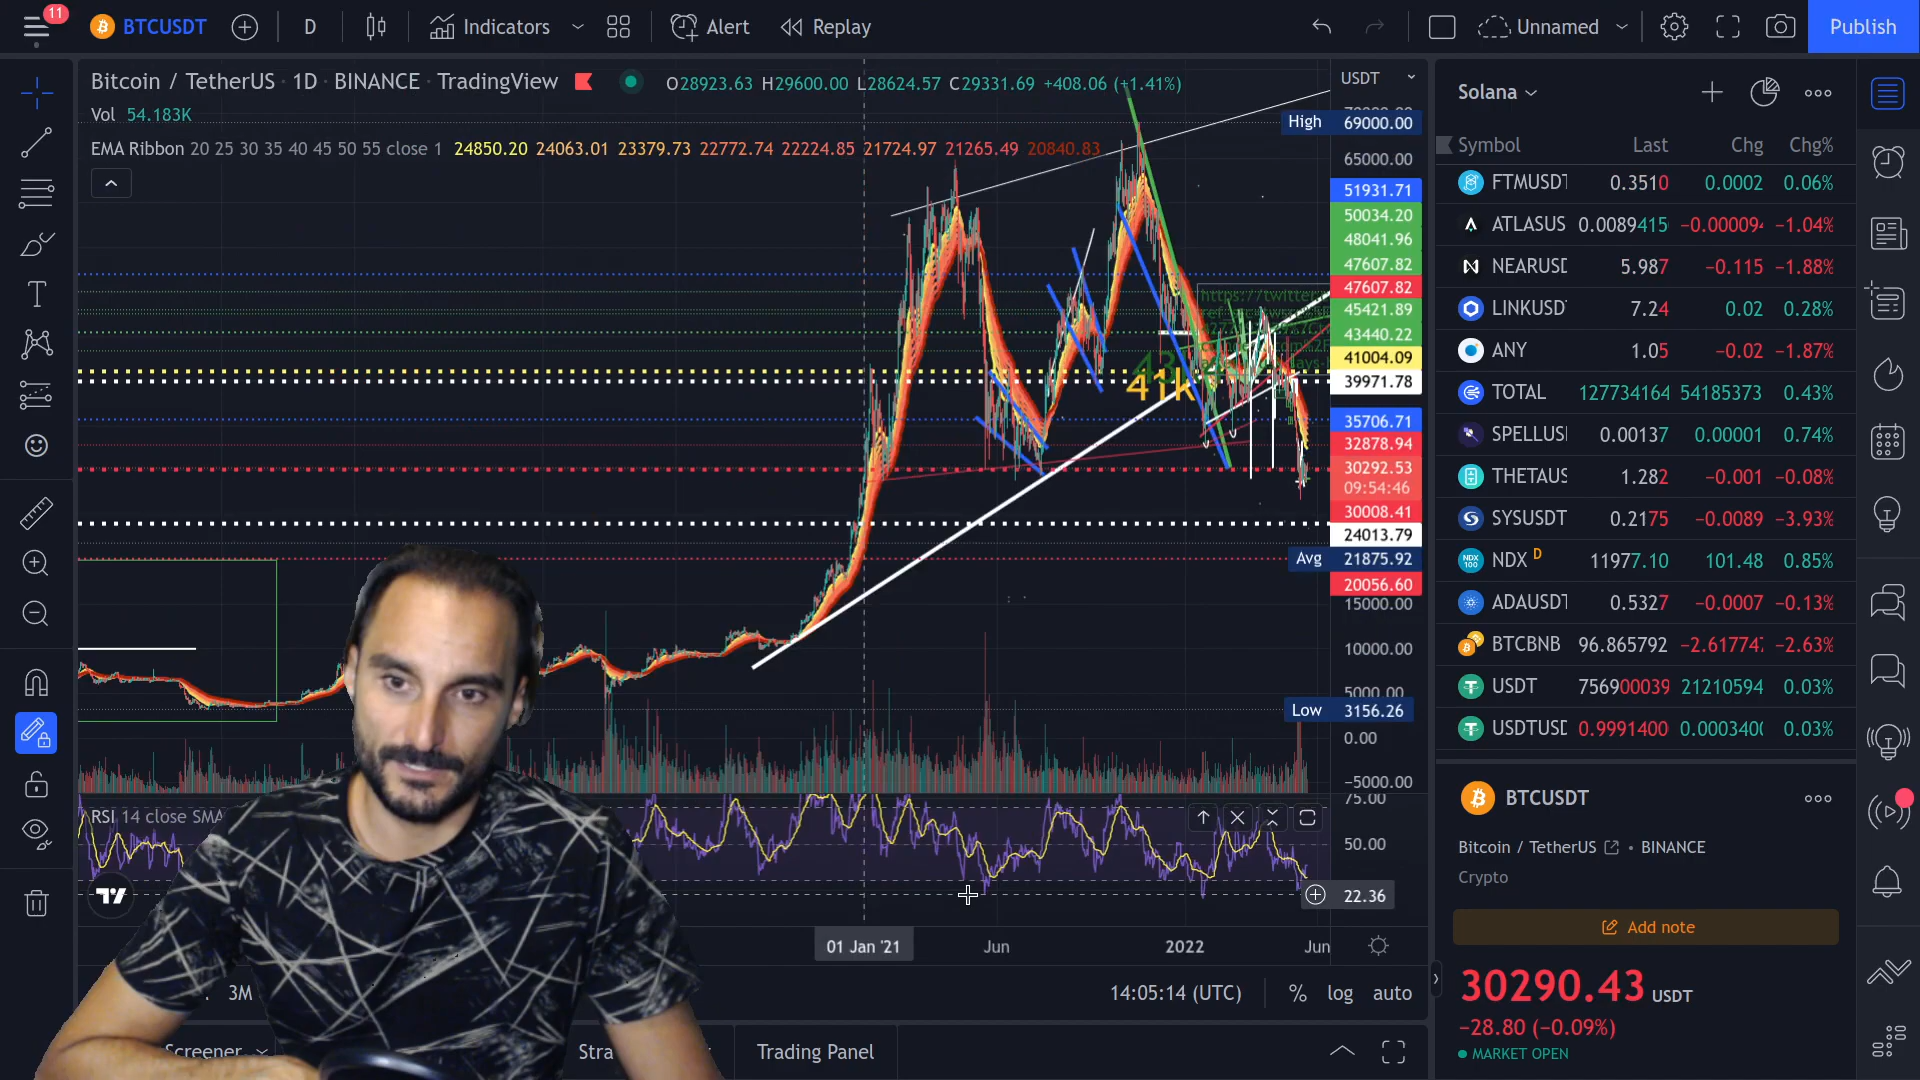 11
BTCUSDT
D
Indicators
Alert
Replay
Unnamed
Publish
Bitcoin / TetherUS · 1D · BINANCE · TradingView
O28923.63 H29600.00 L28624.57 C29331.69 +408.06 (+1.41%)
Vol 54.183K
EMA Ribbon 20 25 30 35 40 45 50 55 close 1 24850.20 24063.01 23379.73 22772.74 22224.85 21724.97 21265.49 20840.83
USDT
High 69000.00
65000.00
51931.71
50034.20
48041.96
47607.82
47607.82
45421.89
43440.22
41004.09
39971.78
35706.71
32878.94
30292.53
09:54:46
30008.41
24013.79
Avg 21875.92
20056.60
15000.00
10000.00
5000.00
Low 3156.26
0.00
−5000.00
https://twitter
41k
RSI 14 close SMA
75.00
50.00
22.36
01 Jan '21
Jun
2022
Jun
3M
14:05:14 (UTC)
%
log
auto
Screener
Stra
Trading Panel
Solana
Symbol Last Chg Chg%
FTMUSDT 0.3510 0.0002 0.06%
ATLASUS 0.0089415 −0.000094 −1.04%
NEARUSD 5.987 −0.115 −1.88%
LINKUSD 7.24 0.02 0.28%
ANY 1.05 −0.02 −1.87%
TOTAL 127734164 54185373 0.43%
SPELLUSI 0.00137 0.00001 0.74%
THETAUS 1.282 −0.001 −0.08%
SYSUSDT 0.2175 −0.0089 −3.93%
NDX D 11977.10 101.48 0.85%
ADAUSDT 0.5327 −0.0007 −0.13%
BTCBNB 96.865792 −2.61774 −2.63%
USDT 756900039 21210594 0.03%
USDTUSD 0.9991400 0.0003400 0.03%
BTCUSDT
Bitcoin / TetherUS • BINANCE
Crypto
Add note
30290.43 USDT
−28.80 (−0.09%)
MARKET OPEN